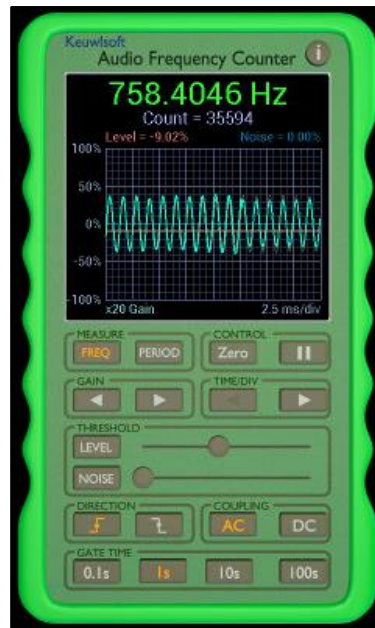 Keuwlsoft
Audio Frequency Counter i
758.4046 Hz
Count = 35594
Level = -9.02% Noise = 0.00%
100%
50%
0%
-50%
-100%
x20 Gain 2.5 ms/div
MEASURE CONTROL
FREQ PERIOD Zero
GAIN TIME/DIV
THRESHOLD
LEVEL
NOISE
DIRECTION COUPLING
AC DC
GATE TIME
0.1s 1s 10s 100s